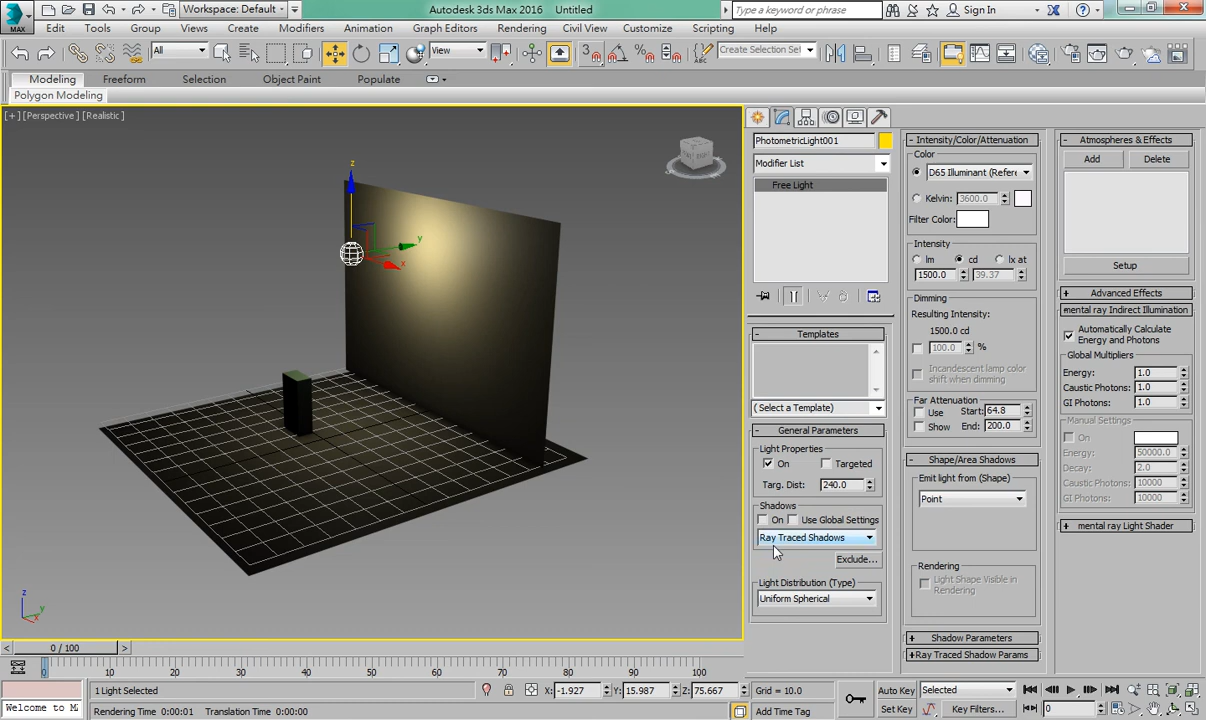 Workspace: Default
Autodesk 3ds Max 2016 Untitled
Type a keyword or phrase
Sign In
MAX
Edit Tools Group Views Create Modifiers Animation Graph Editors Rendering Civil View Customize Scripting Help
All
View
Create Selection Se
Modeling Freeform Selection Object Paint Populate
Polygon Modeling
[+] [Perspective] [Realistic]
z
y
x
z
y
x
PhotometricLight001
Modifier List
Free Light
- Templates
(Select a Template)
- General Parameters
Light Properties
On Targeted
Targ. Dist: 240.0
Shadows
On Use Global Settings
Ray Traced Shadows
Exclude...
Light Distribution (Type)
Uniform Spherical
- Intensity/Color/Attenuation
Color
D65 Illuminant (Refere
Kelvin: 3600.0
Filter Color:
Intensity
lm cd lx at
1500.0 39.37
Dimming
Resulting Intensity:
1500.0 cd
100.0 %
Incandescent lamp color
shift when dimming
Far Attenuation
Use Start: 64.8
Show End: 200.0
- Shape/Area Shadows
Emit light from (Shape)
Point
Rendering
Light Shape Visible in
Rendering
+ Shadow Parameters
+ Ray Traced Shadow Params
- Atmospheres & Effects
Add Delete
Setup
+ Advanced Effects
mental ray Indirect Illumination
Automatically Calculate
Energy and Photons
Global Multipliers
Energy: 1.0
Caustic Photons: 1.0
GI Photons: 1.0
Manual Settings
On
Energy: 50000.0
Decay: 2.0
Caustic Photons: 10000
GI Photons: 10000
+ mental ray Light Shader
< 0 / 100 >
0 10 20 30 40 50 60 70 80 90 100
1 Light Selected
X: -1.927 Y: 15.987 Z: 75.667 Grid = 10.0
Auto Key Selected
Welcome to M
Rendering Time 0:00:01 Translation Time 0:00:00
Add Time Tag
Set Key Key Filters... 0